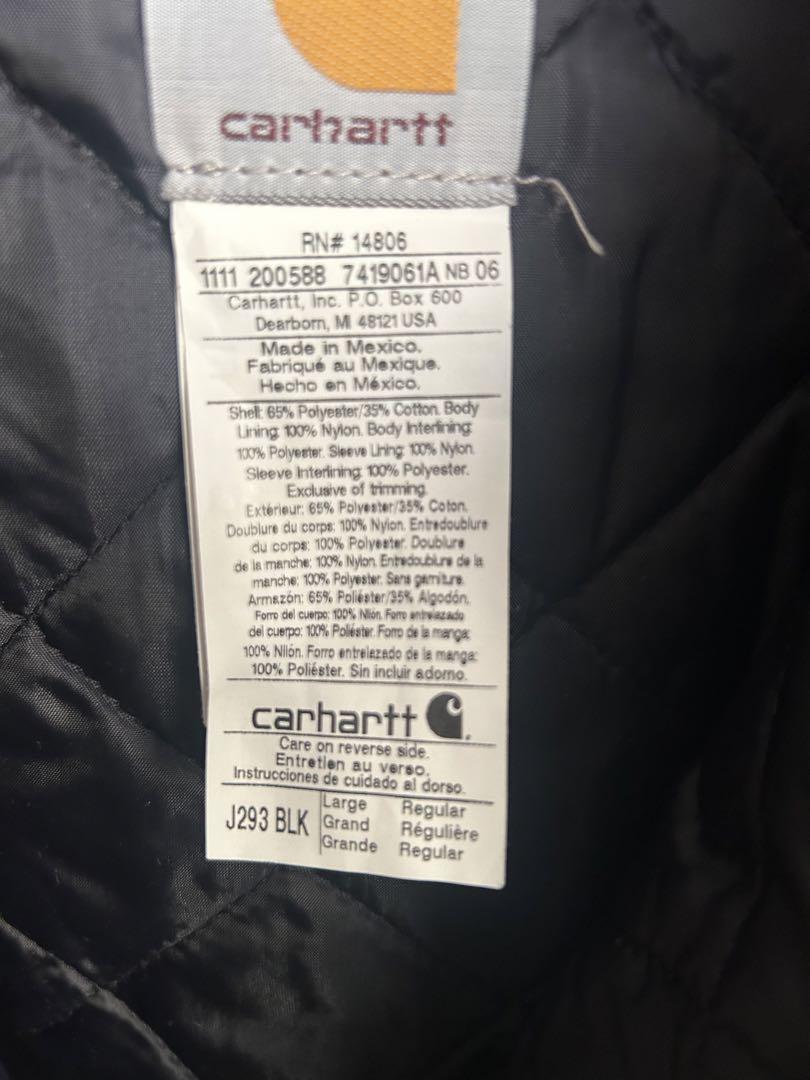 carhartt
RN# 14806
1111 200588 7419061A NB 06
Carhartt, Inc. P.O. Box 600
Dearborn, MI 48121 USA
Made in Mexico.
Fabriqué au Mexique.
Hecho en México.
Shell: 65% Polyester/35% Cotton. Body
Lining: 100% Nylon. Body Interlining:
100% Polyester. Sleeve Lining: 100% Nylon.
Sleeve Interlining: 100% Polyester.
Exclusive of trimming.
Extérieur: 65% Polyester/35% Coton.
Doublure du corps: 100% Nylon. Entredoublure
du corps: 100% Polyester. Doublure
de la manche: 100% Nylon. Entredoublure de la
manche: 100% Polyester. Sans garniture.
Armazón: 65% Poliéster/35% Algodón.
Forro del cuerpo: 100% Nilón. Forro entrelazado
del cuerpo: 100% Poliéster. Forro de la manga:
100% Nilón. Forro entrelazado de la manga:
100% Poliéster. Sin incluir adorno.
carhartt
Care on reverse side.
Entretien au verso.
Instrucciones de cuidado al dorso.
J293 BLK Large Regular
Grand Régulière
Grande Regular